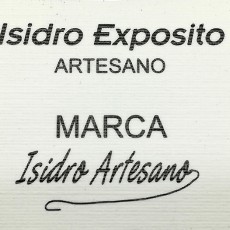 Isidro Exposito
ARTESANO
MARCA
Isidro Artesano